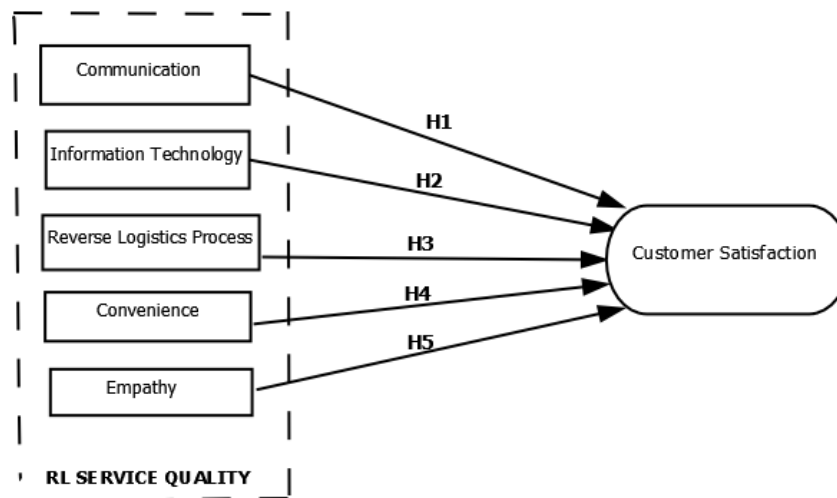 Communication
H1
Information Technology
H2
Reverse Logistics Process
H3
Customer Satisfaction
Convenience
H4
Empathy
H5
RL SERVICE QUALITY